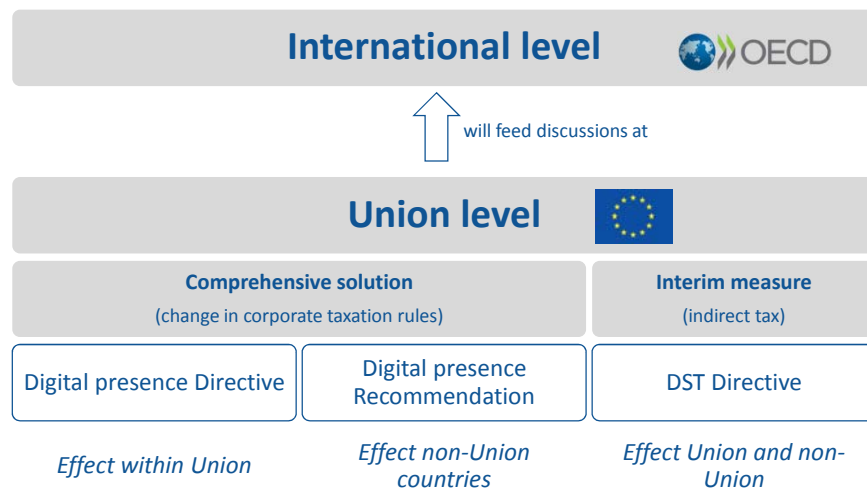 International level
OECD
will feed discussions at
Union level
Comprehensive solution
(change in corporate taxation rules)
Interim measure
(indirect tax)
Digital presence Directive
Digital presence
Recommendation
DST Directive
Effect within Union
Effect non-Union
countries
Effect Union and non-
Union